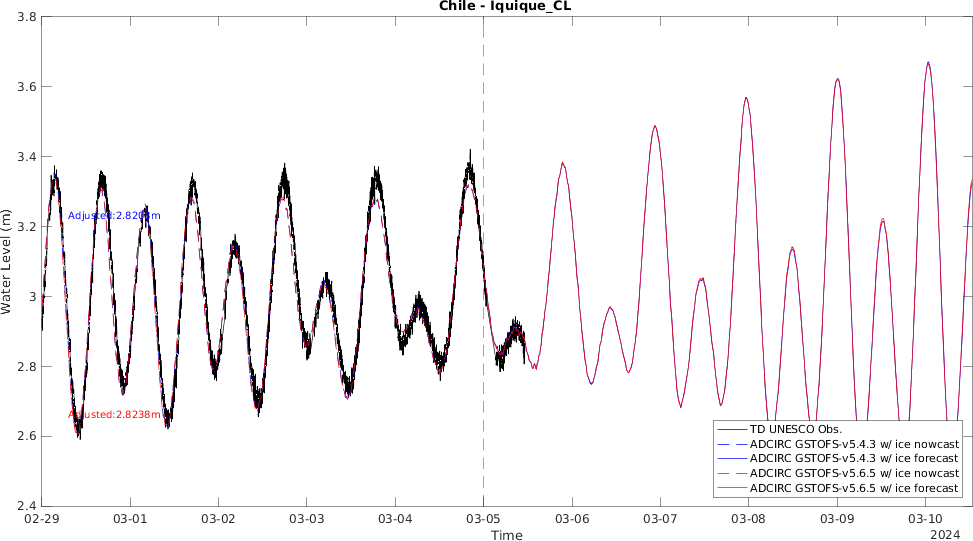 Chile - Iquique_CL
3.8
3.6
3.4
3.2
3
2.8
2.6
2.4
Water Level (m)
Adjusted:2.8204m
Adjusted:2.8238m
TD UNESCO Obs.
ADCIRC GSTOFS-v5.4.3 w/ ice nowcast
ADCIRC GSTOFS-v5.4.3 w/ ice forecast
ADCIRC GSTOFS-v5.6.5 w/ ice nowcast
ADCIRC GSTOFS-v5.6.5 w/ ice forecast
02-29 03-01 03-02 03-03 03-04 03-05 03-06 03-07 03-08 03-09 03-10
2024
Time